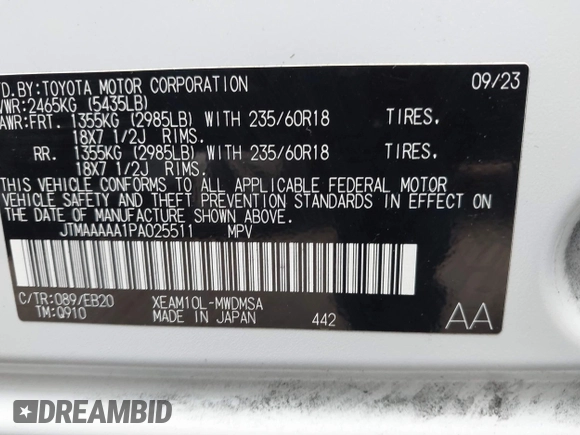 D.BY:TOYOTA MOTOR CORPORATION 09/23
VWR:2465KG (5435LB)
AWR:FRT. 1355KG (2985LB) WITH 235/60R18 TIRES,
18X7 1/2J RIMS.
RR. 1355KG (2985LB) WITH 235/60R18 TIRES,
18X7 1/2J RIMS.
THIS VEHICLE CONFORMS TO ALL APPLICABLE FEDERAL MOTOR
VEHICLE SAFETY AND THEFT PREVENTION STANDARDS IN EFFECT ON
THE DATE OF MANUFACTURE SHOWN ABOVE.
JTMAAAAA1PA025511 MPV
C/TR:089/EB20 XEAM10L-MWDMSA
TM:Q910 MADE IN JAPAN 442 AA
DREAMBID